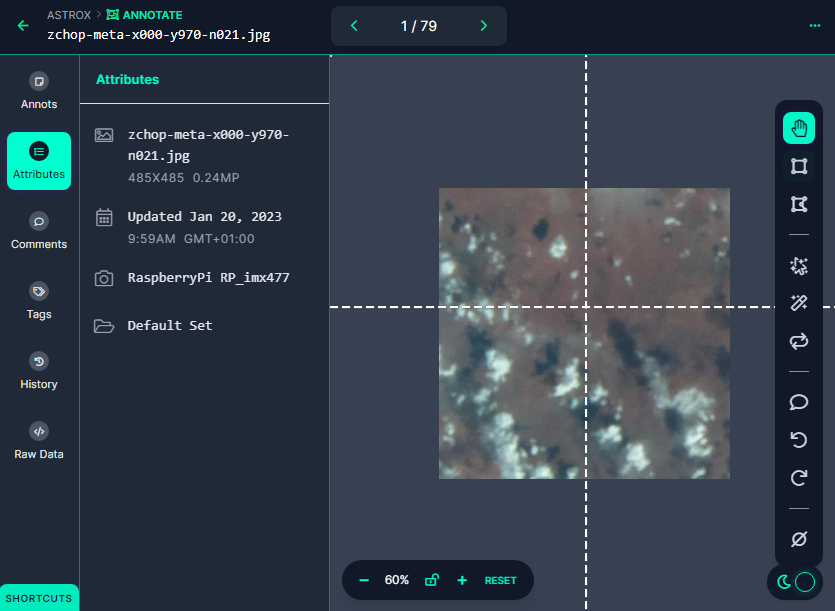 ASTROX > ANNOTATE
zchop-meta-x000-y970-n021.jpg
1 / 79
Annots
Attributes
Comments
Tags
History
Raw Data
SHORTCUTS
Attributes
zchop-meta-x000-y970-
n021.jpg
485X485 0.24MP
Updated Jan 20, 2023
9:59AM GMT+01:00
RaspberryPi RP_imx477
Default Set
60%
RESET